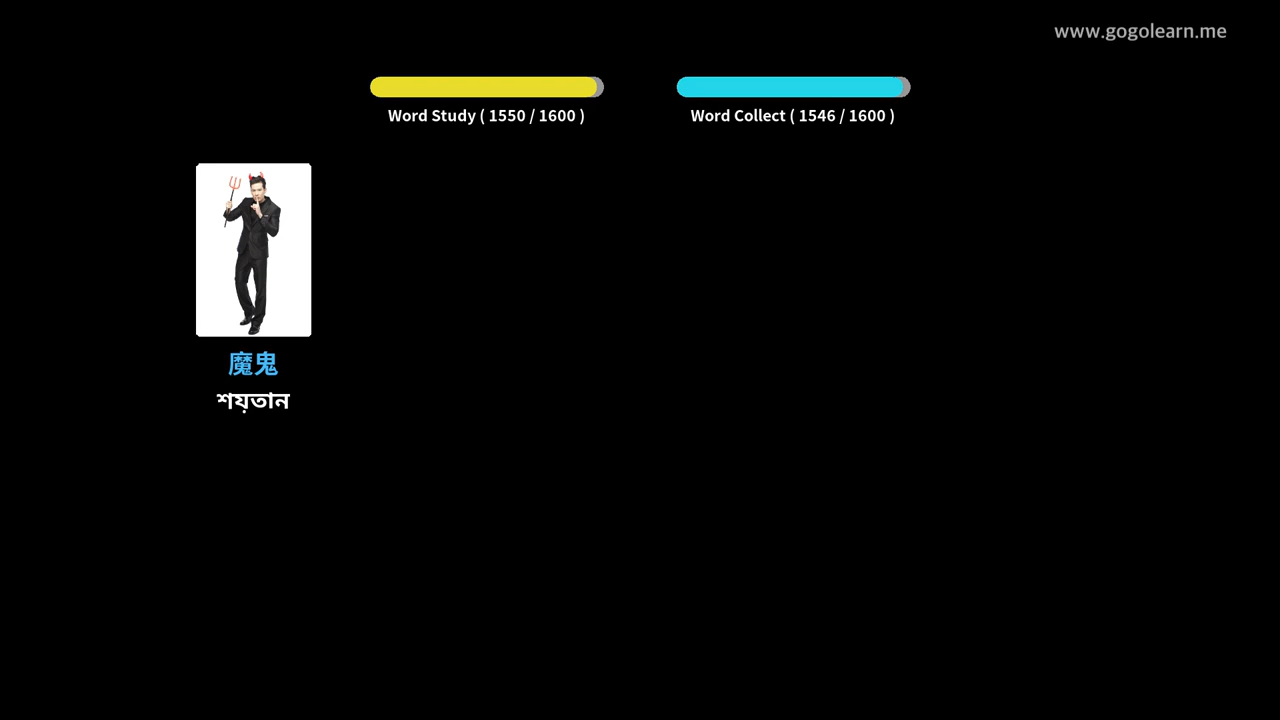 www.gogolearn.me
Word Study ( 1550 / 1600 )
Word Collect ( 1546 / 1600 )
魔鬼
শয়তান